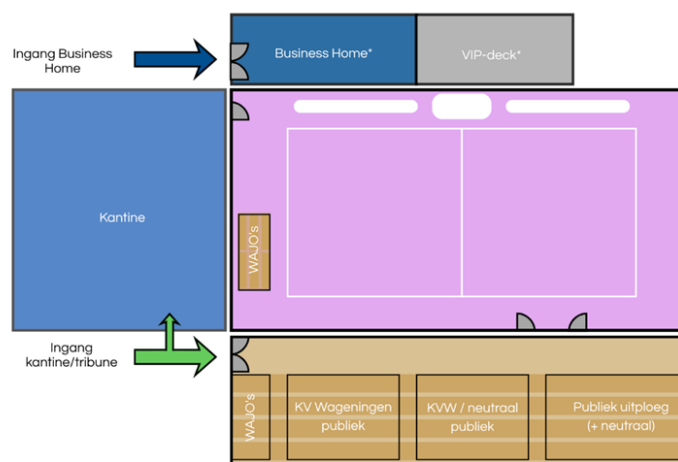 Ingang Business
Home
Business Home*
VIP-deck*
Kantine
WAJO's
Ingang
kantine/tribune
WAJO's
KV Wageningen
publiek
KVW / neutraal
publiek
Publiek uitploeg
(+ neutraal)